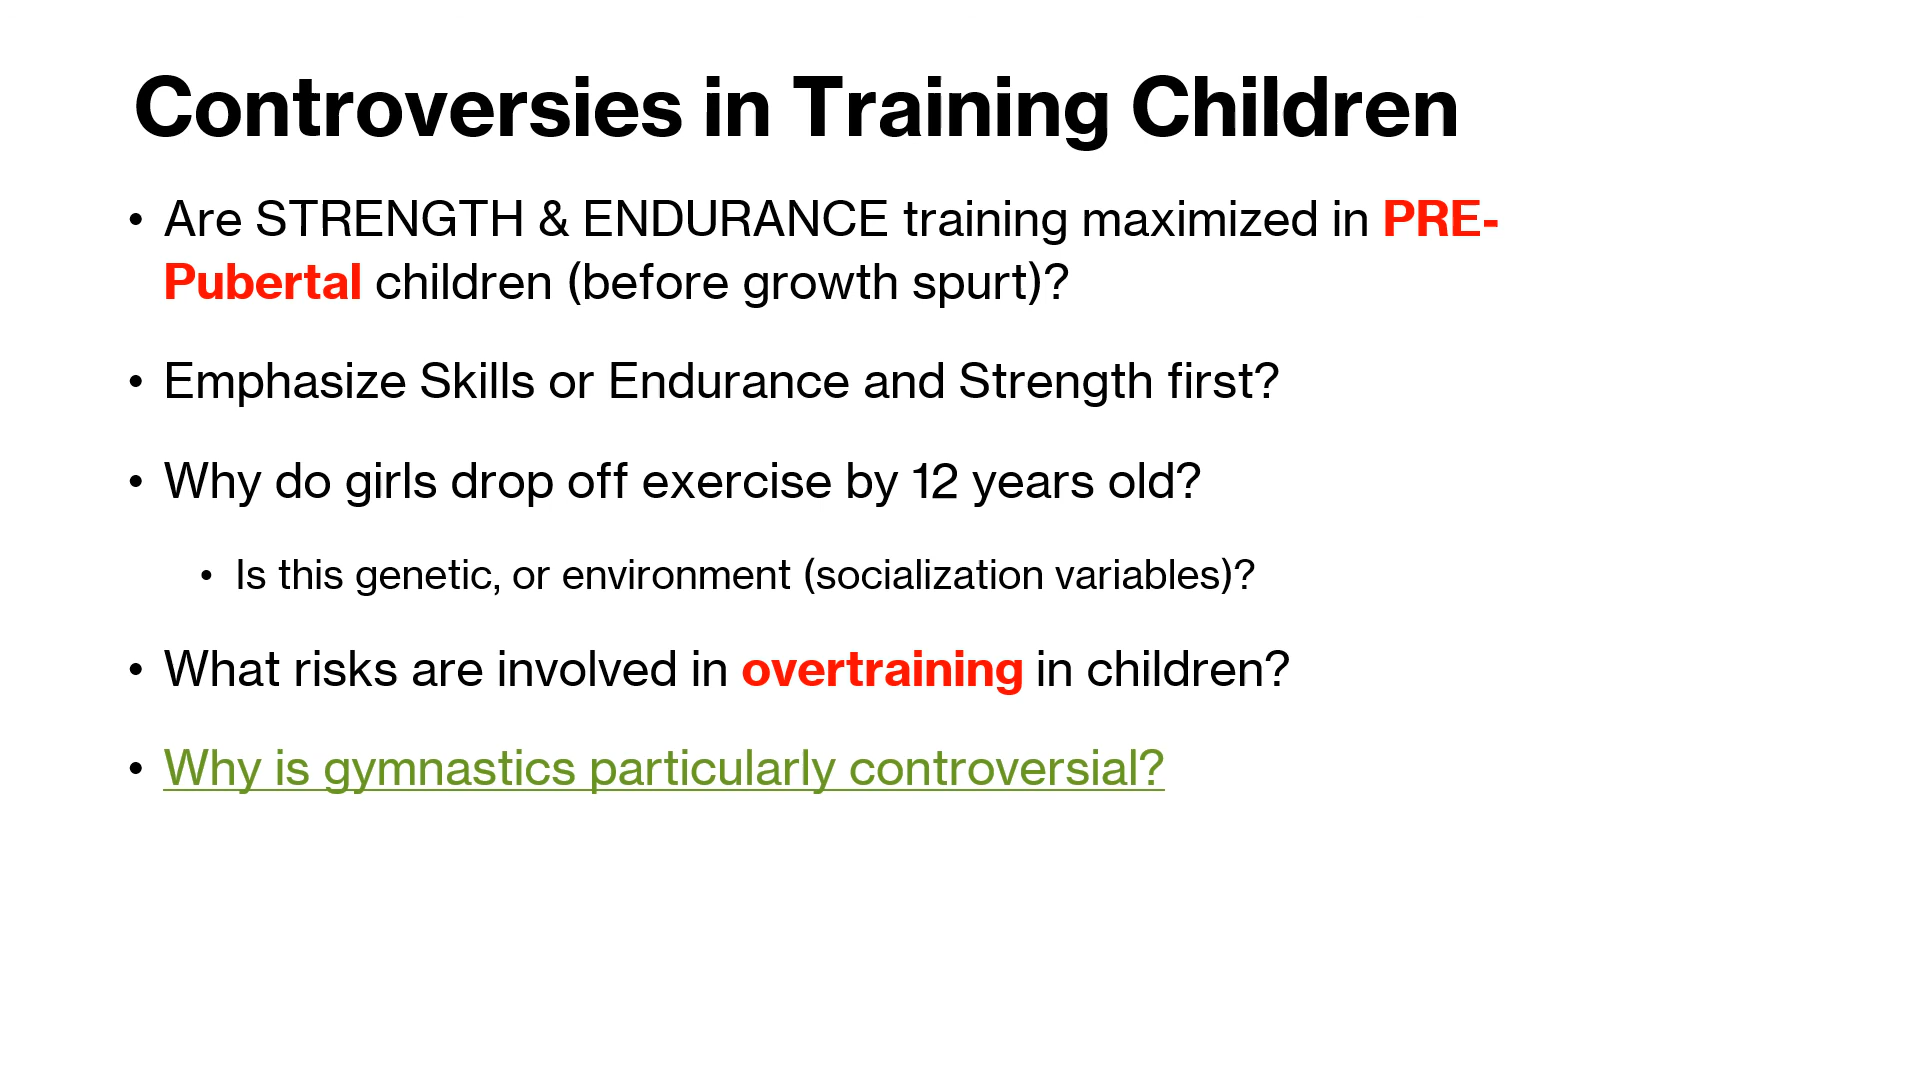 Controversies in Training Children
• Are STRENGTH & ENDURANCE training maximized in PRE-
Pubertal children (before growth spurt)?
• Emphasize Skills or Endurance and Strength first?
• Why do girls drop off exercise by 12 years old?
• Is this genetic, or environment (socialization variables)?
• What risks are involved in overtraining in children?
• Why is gymnastics particularly controversial?